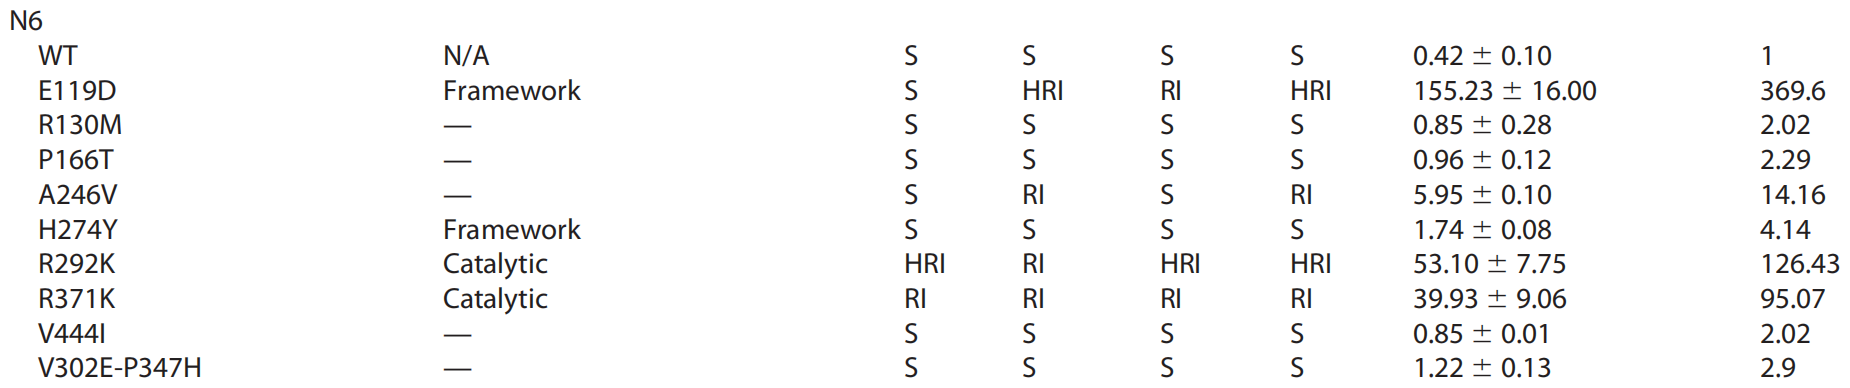 N6
WT N/A S S S S 0.42 ± 0.10 1
E119D Framework S HRI RI HRI 155.23 ± 16.00 369.6
R130M — S S S S 0.85 ± 0.28 2.02
P166T — S S S S 0.96 ± 0.12 2.29
A246V — S RI S RI 5.95 ± 0.10 14.16
H274Y Framework S S S S 1.74 ± 0.08 4.14
R292K Catalytic HRI RI HRI HRI 53.10 ± 7.75 126.43
R371K Catalytic RI RI RI RI 39.93 ± 9.06 95.07
V444I — S S S S 0.85 ± 0.01 2.02
V302E-P347H — S S S S 1.22 ± 0.13 2.9